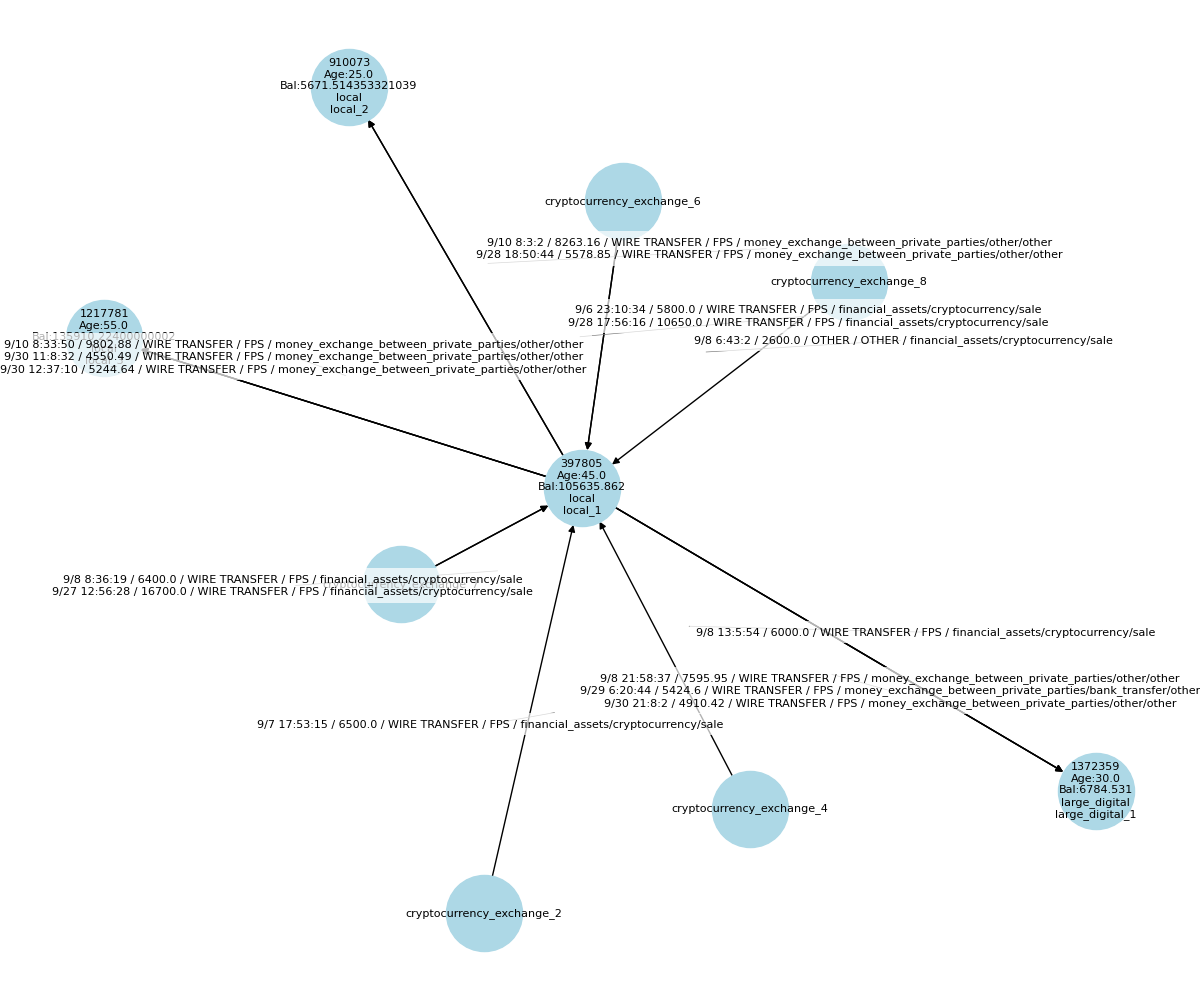 910073
Age:25.0
Bal:5671.514353321039
local
local_2
cryptocurrency_exchange_6
9/10 8:3:2 / 8263.16 / WIRE TRANSFER / FPS / money_exchange_between_private_parties/other/other
9/28 18:50:44 / 5578.85 / WIRE TRANSFER / FPS / money_exchange_between_private_parties/other/other
cryptocurrency_exchange_8
9/6 23:10:34 / 5800.0 / WIRE TRANSFER / FPS / financial_assets/cryptocurrency/sale
9/28 17:56:16 / 10650.0 / WIRE TRANSFER / FPS / financial_assets/cryptocurrency/sale
9/8 6:43:2 / 2600.0 / OTHER / OTHER / financial_assets/cryptocurrency/sale
1217781
Age:55.0
Bal:135910.22400000002
9/10 8:33:50 / 9802.88 / WIRE TRANSFER / FPS / money_exchange_between_private_parties/other/other
9/30 11:8:32 / 4550.49 / WIRE TRANSFER / FPS / money_exchange_between_private_parties/other/other
9/30 12:37:10 / 5244.64 / WIRE TRANSFER / FPS / money_exchange_between_private_parties/other/other
397805
Age:45.0
Bal:105635.862
local
local_1
9/8 8:36:19 / 6400.0 / WIRE TRANSFER / FPS / financial_assets/cryptocurrency/sale
9/27 12:56:28 / 16700.0 / WIRE TRANSFER / FPS / financial_assets/cryptocurrency/sale
9/8 13:5:54 / 6000.0 / WIRE TRANSFER / FPS / financial_assets/cryptocurrency/sale
9/8 21:58:37 / 7595.95 / WIRE TRANSFER / FPS / money_exchange_between_private_parties/other/other
9/29 6:20:44 / 5424.6 / WIRE TRANSFER / FPS / money_exchange_between_private_parties/bank_transfer/other
9/30 21:8:2 / 4910.42 / WIRE TRANSFER / FPS / money_exchange_between_private_parties/other/other
9/7 17:53:15 / 6500.0 / WIRE TRANSFER / FPS / financial_assets/cryptocurrency/sale
1372359
Age:30.0
Bal:6784.531
large_digital
large_digital_1
cryptocurrency_exchange_4
cryptocurrency_exchange_2